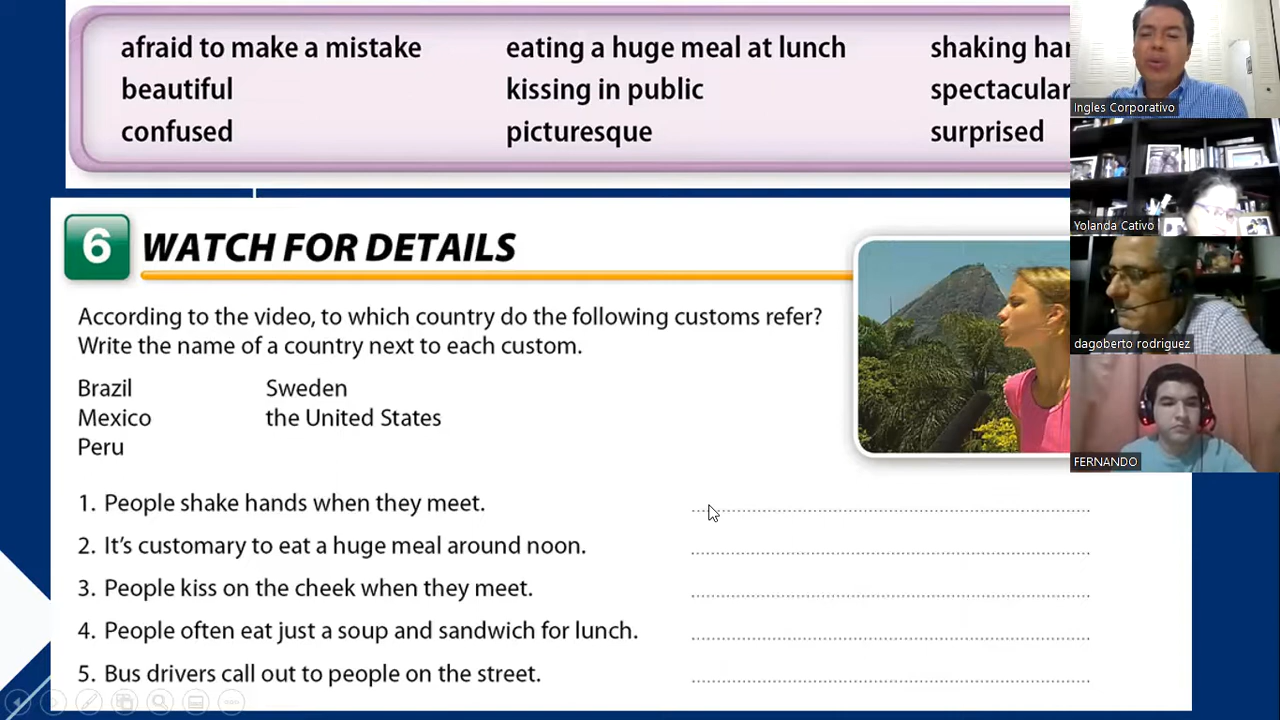 afraid to make a mistake
eating a huge meal at lunch
shaking
beautiful
kissing in public
spectacular
confused
picturesque
surprised
6 WATCH FOR DETAILS
According to the video, to which country do the following customs refer?
Write the name of a country next to each custom.
Brazil
Sweden
Mexico
the United States
Peru
1. People shake hands when they meet.
2. It's customary to eat a huge meal around noon.
3. People kiss on the cheek when they meet.
4. People often eat just a soup and sandwich for lunch.
5. Bus drivers call out to people on the street.
Ingles Corporativo
Yolanda Cativo
dagoberto rodriguez
FERNANDO